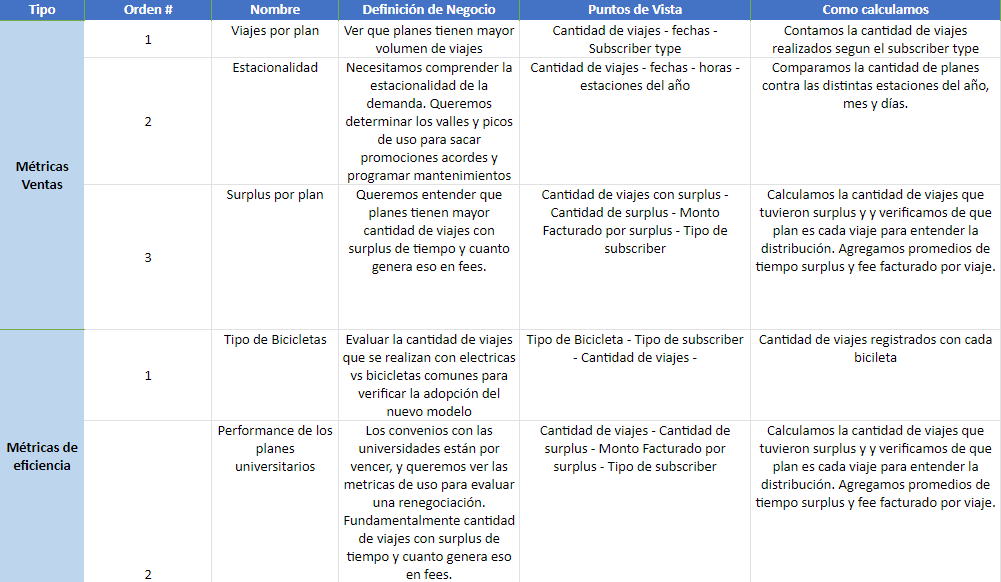 Tipo Orden # Nombre Definición de Negocio Puntos de Vista Como calculamos
Métricas
Ventas
1
Viajes por plan
Ver que planes tienen mayor
volumen de viajes
Cantidad de viajes - fechas -
Subscriber type
Contamos la cantidad de viajes
realizados segun el subscriber type
2
Estacionalidad
Necesitamos comprender la
estacionalidad de la
demanda. Queremos
determinar los valles y picos
de uso para sacar
promociones acordes y
programar mantenimientos
Cantidad de viajes - fechas - horas -
estaciones del año
Comparamos la cantidad de planes
contra las distintas estaciones del año,
mes y días.
3
Surplus por plan
Queremos entender que
planes tienen mayor
cantidad de viajes con
surplus de tiempo y cuanto
genera eso en fees.
Cantidad de viajes con surplus -
Cantidad de surplus - Monto
Facturado por surplus - Tipo de
subscriber
Calculamos la cantidad de viajes que
tuvieron surplus y y verificamos de que
plan es cada viaje para entender la
distribución. Agregamos promedios de
tiempo surplus y fee facturado por viaje.
Métricas de
eficiencia
1
Tipo de Bicicletas
Evaluar la cantidad de viajes
que se realizan con electricas
vs bicicletas comunes para
verificar la adopción del
nuevo modelo
Tipo de Bicicleta - Tipo de subscriber
- Cantidad de viajes -
Cantidad de viajes registrados con cada
bicileta
2
Performance de los
planes
universitarios
Los convenios con las
universidades están por
vencer, y queremos ver las
metricas de uso para evaluar
una renegociación.
Fundamentalmente cantidad
de viajes con surplus de
tiempo y cuanto genera eso
en fees.
Cantidad de viajes - Cantidad de
surplus - Monto Facturado por
surplus - Tipo de subscriber
Calculamos la cantidad de viajes que
tuvieron surplus y y verificamos de que
plan es cada viaje para entender la
distribución. Agregamos promedios de
tiempo surplus y fee facturado por viaje.